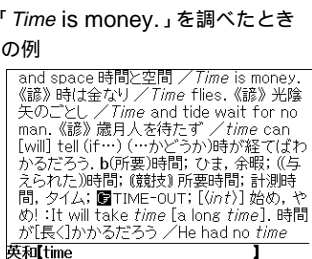 「Time is money.」を調べたとき
の例
and space 時間と空間 ／Time is money.
《諺》時は金なり ／Time flies.《諺》光陰
矢のごとし ／Time and tide wait for no
man.《諺》歳月人を待たず ／time can
[will] tell (if…) (…かどうか)時が経てばわ
かるだろう. b(所要)時間; ひま, 余暇; ((与
えられた))時間; 〘競技〙所要時間; 計測時
間, タイム; TIME-OUT; [〈int〉] 始め, や
め! :It will take time [a long time]. 時間
が[長く]かかるだろう ／He had no time
英和【time 】